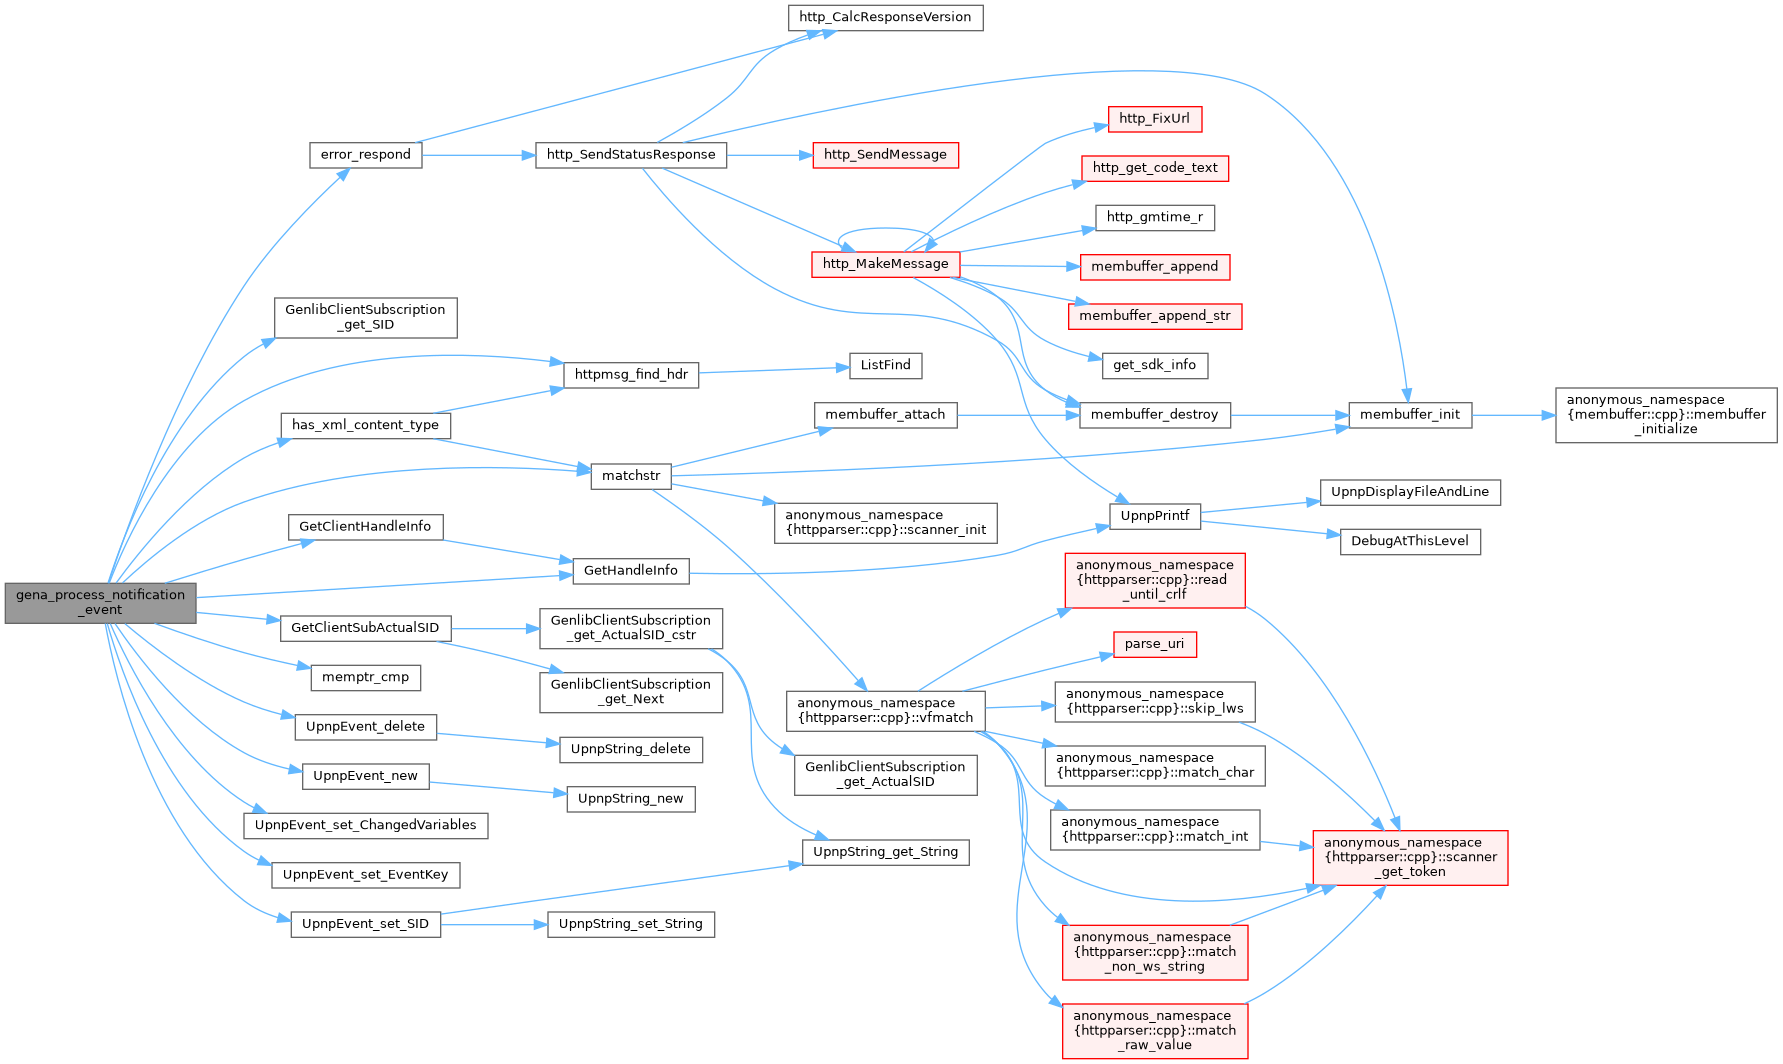 http_CalcResponseVersion
http_FixUrl
error_respond
http_SendStatusResponse
http_SendMessage
http_get_code_text
http_gmtime_r
http_MakeMessage
membuffer_append
GenlibClientSubscription
_get_SID
membuffer_append_str
httpmsg_find_hdr
ListFind
get_sdk_info
has_xml_content_type
membuffer_attach
membuffer_destroy
membuffer_init
anonymous_namespace
{membuffer::cpp}::membuffer
_initialize
matchstr
UpnpDisplayFileAndLine
GetClientHandleInfo
anonymous_namespace
{httpparser::cpp}::scanner_init
UpnpPrintf
DebugAtThisLevel
GetHandleInfo
anonymous_namespace
{httpparser::cpp}::read
_until_crlf
gena_process_notification
_event
GetClientSubActualSID
GenlibClientSubscription
_get_ActualSID_cstr
parse_uri
memptr_cmp
GenlibClientSubscription
_get_Next
anonymous_namespace
{httpparser::cpp}::vfmatch
anonymous_namespace
{httpparser::cpp}::skip_lws
UpnpEvent_delete
UpnpString_delete
anonymous_namespace
{httpparser::cpp}::match_char
UpnpEvent_new
UpnpString_new
GenlibClientSubscription
_get_ActualSID
UpnpEvent_set_ChangedVariables
anonymous_namespace
{httpparser::cpp}::match_int
UpnpString_get_String
anonymous_namespace
{httpparser::cpp}::scanner
_get_token
UpnpEvent_set_EventKey
UpnpEvent_set_SID
UpnpString_set_String
anonymous_namespace
{httpparser::cpp}::match
_non_ws_string
anonymous_namespace
{httpparser::cpp}::match
_raw_value